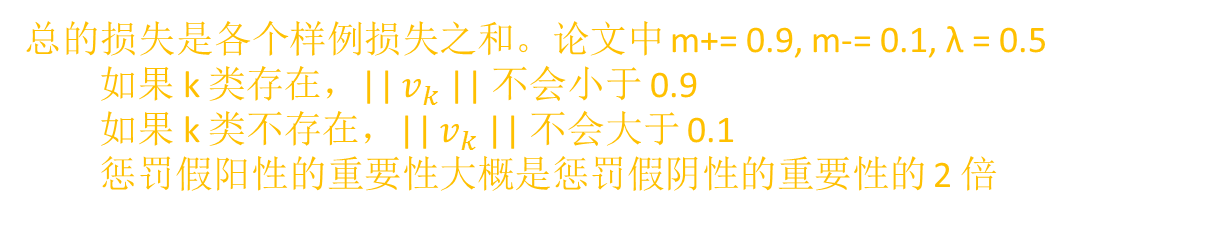 总的损失是各个样例损失之和。论文中 m+= 0.9, m-= 0.1, λ = 0.5
如果 k 类存在，|| 𝑣ₖ || 不会小于 0.9
如果 k 类不存在，|| 𝑣ₖ || 不会大于 0.1
惩罚假阳性的重要性大概是惩罚假阴性的重要性的 2 倍